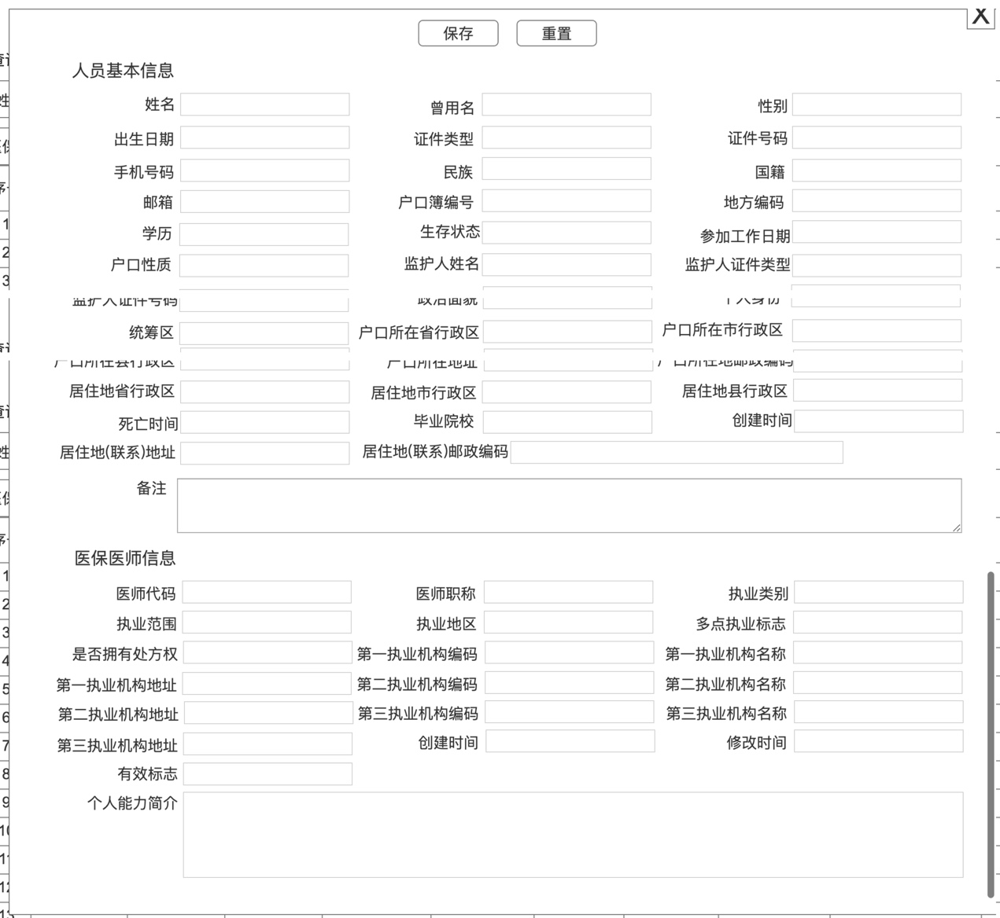 X
保存 重置
人员基本信息
姓名 曾用名 性别
出生日期 证件类型 证件号码
手机号码 民族 国籍
邮箱 户口簿编号 地方编码
学历 生存状态 参加工作日期
户口性质 监护人姓名 监护人证件类型
监护人证件号码 政治面貌 个人身份
统筹区 户口所在省行政区 户口所在市行政区
户口所在县行政区 户口所在地址 户口所在地邮政编码
居住地省行政区 居住地市行政区 居住地县行政区
死亡时间 毕业院校 创建时间
居住地(联系)地址 居住地(联系)邮政编码
备注
医保医师信息
医师代码 医师职称 执业类别
执业范围 执业地区 多点执业标志
是否拥有处方权 第一执业机构编码 第一执业机构名称
第一执业机构地址 第二执业机构编码 第二执业机构名称
第二执业机构地址 第三执业机构编码 第三执业机构名称
第三执业机构地址 创建时间 修改时间
有效标志
个人能力简介